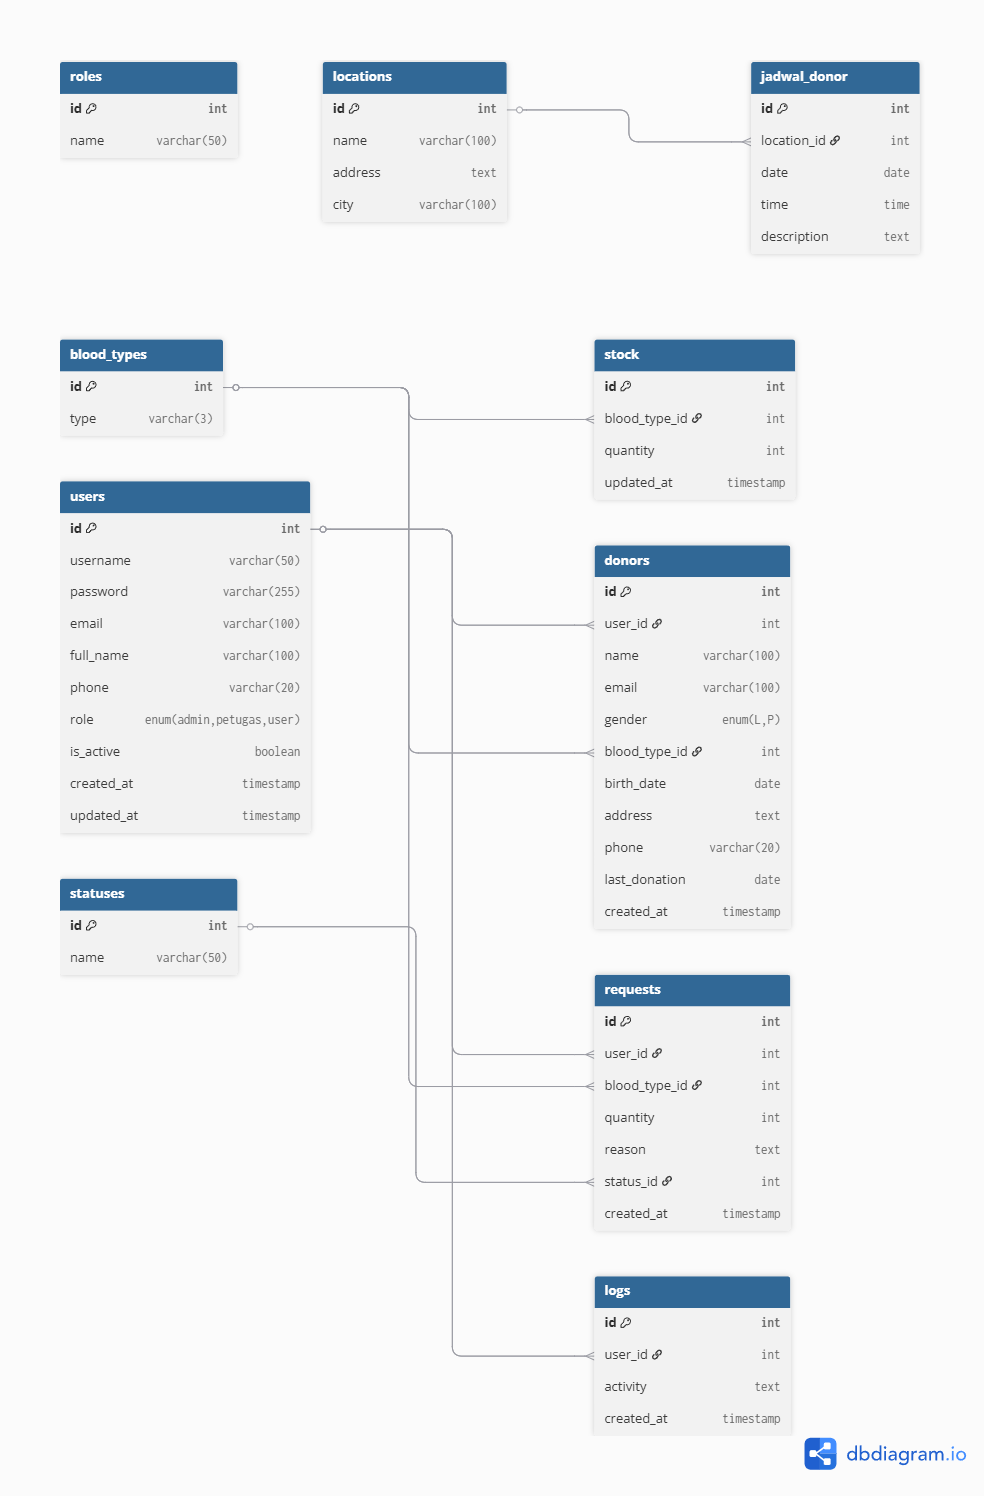 roles
id int
name varchar(50)
locations
id int
name varchar(100)
address text
city varchar(100)
jadwal_donor
id int
location_id int
date date
time time
description text
blood_types
id int
type varchar(3)
stock
id int
blood_type_id int
quantity int
updated_at timestamp
users
id int
username varchar(50)
password varchar(255)
email varchar(100)
full_name varchar(100)
phone varchar(20)
role enum(admin,petugas,user)
is_active boolean
created_at timestamp
updated_at timestamp
donors
id int
user_id int
name varchar(100)
email varchar(100)
gender enum(L,P)
blood_type_id int
birth_date date
address text
phone varchar(20)
last_donation date
created_at timestamp
statuses
id int
name varchar(50)
requests
id int
user_id int
blood_type_id int
quantity int
reason text
status_id int
created_at timestamp
logs
id int
user_id int
activity text
created_at timestamp
dbdiagram.io